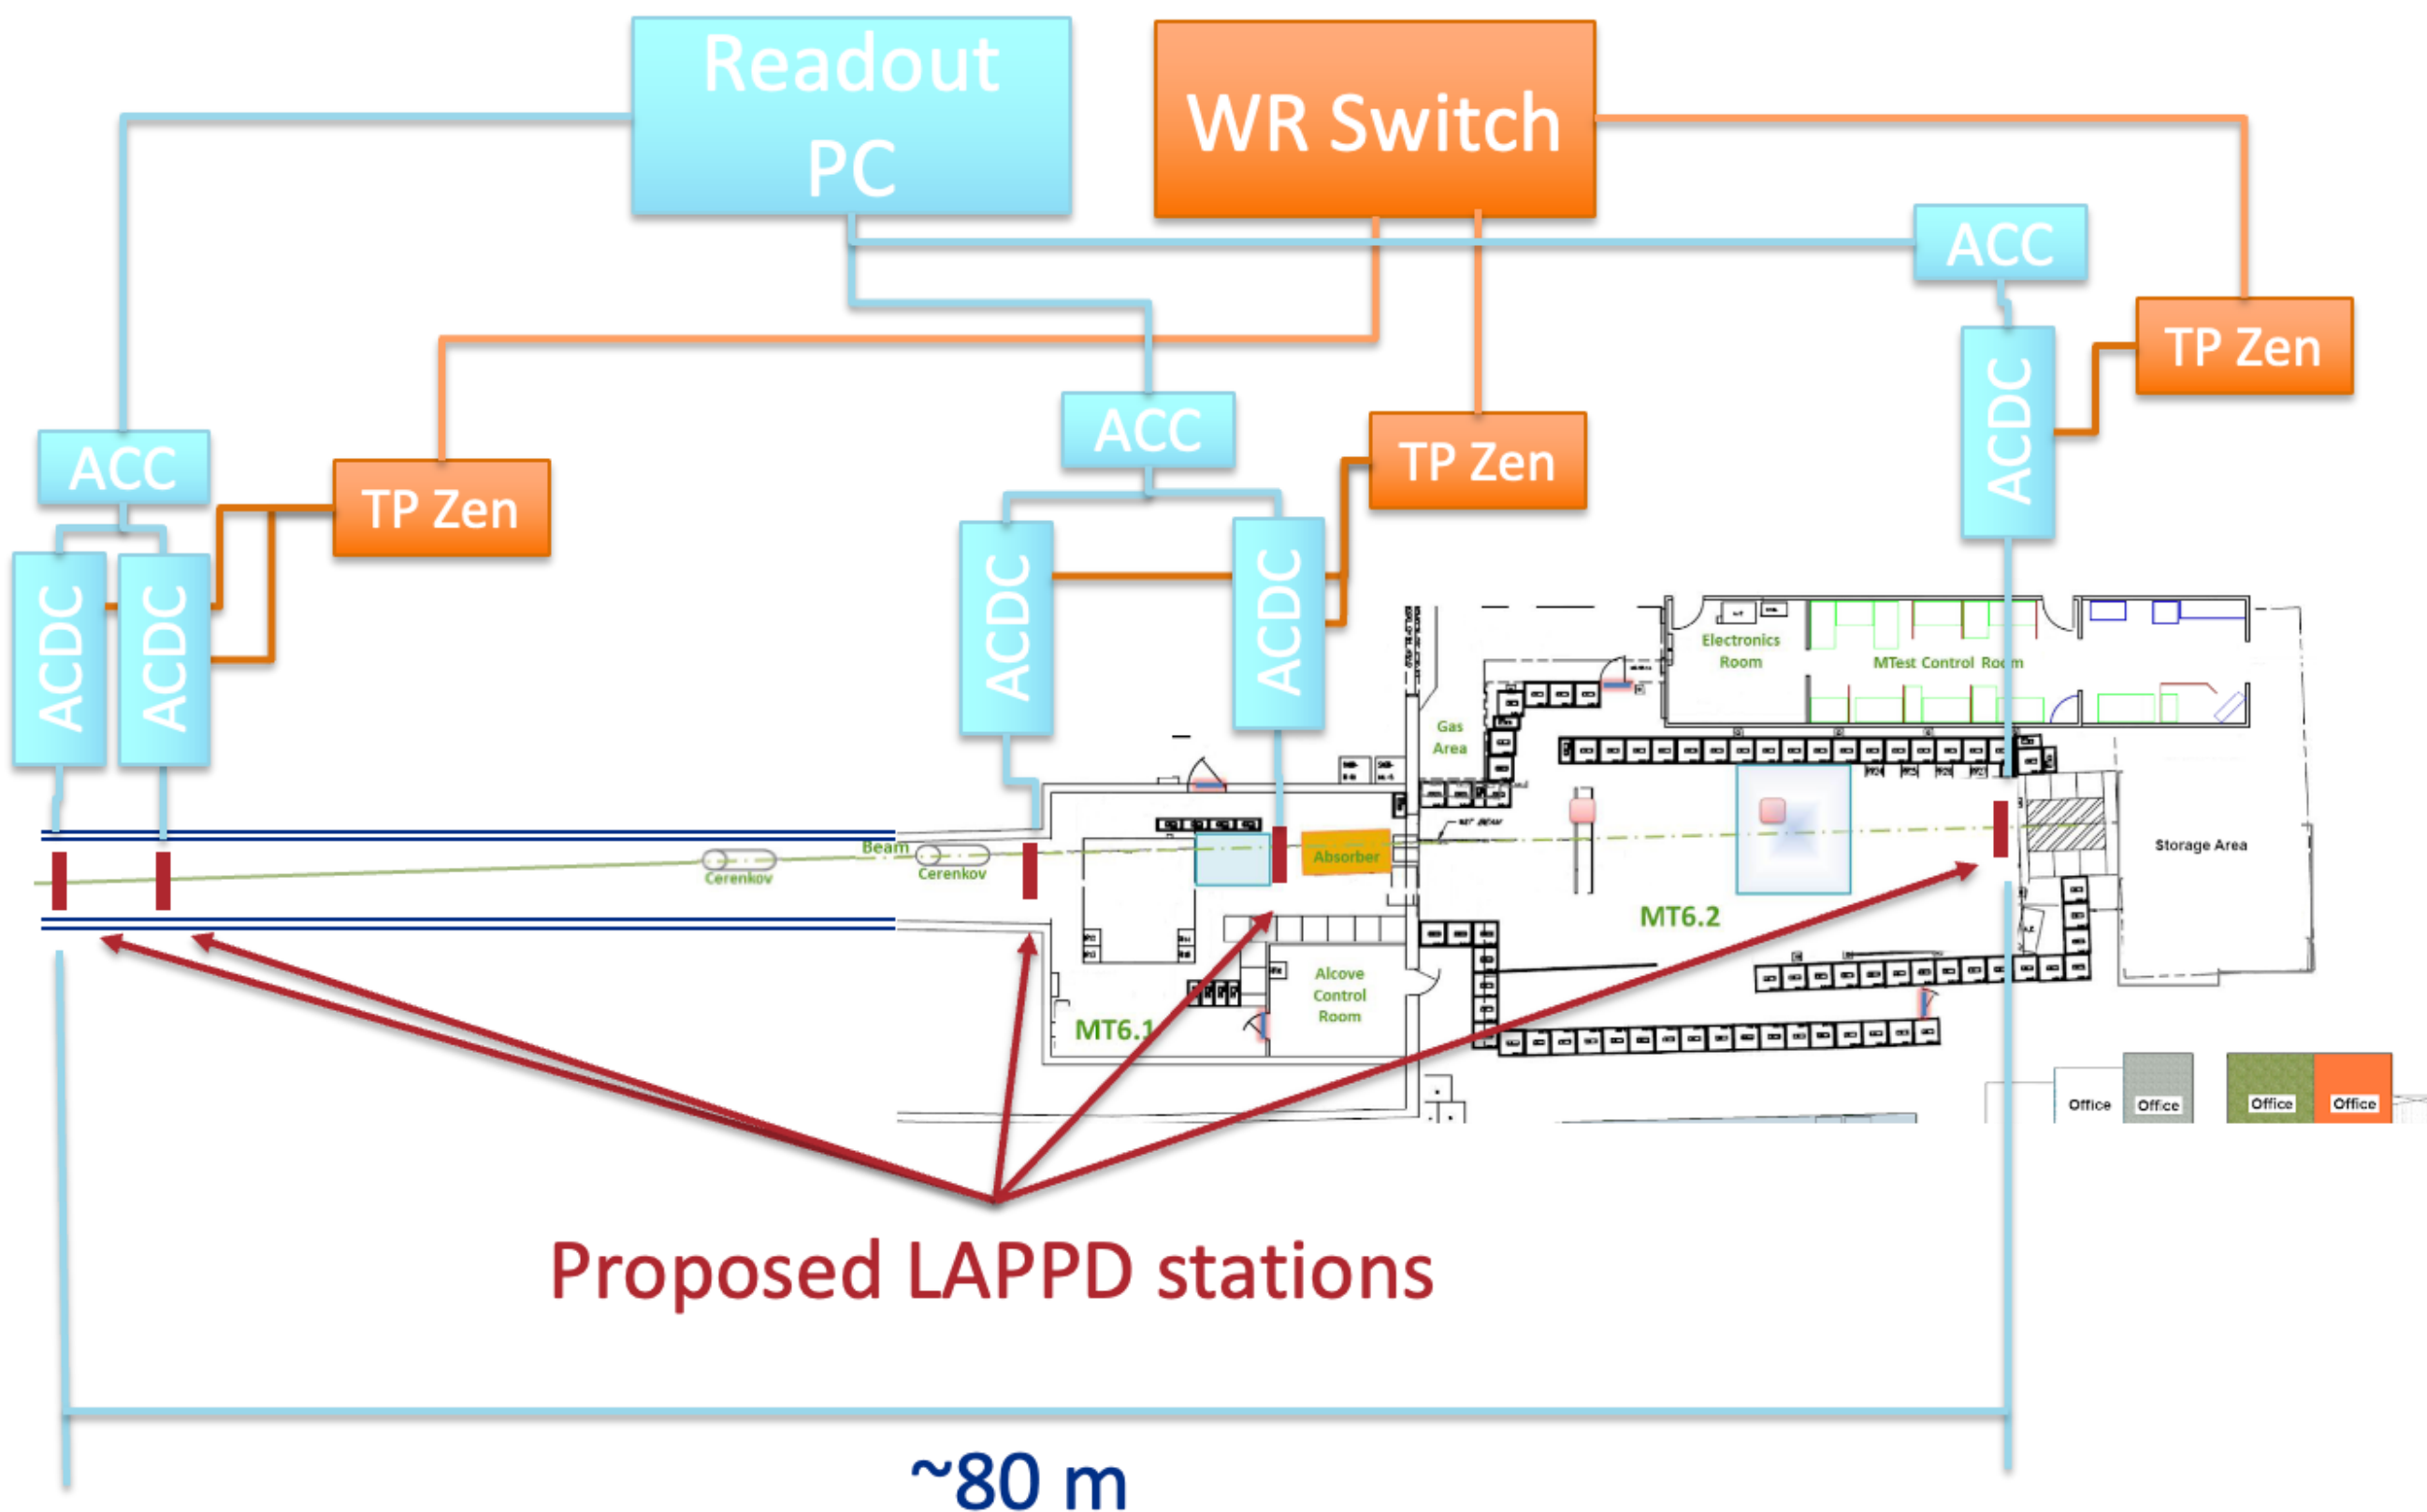 Readout
PC
WR Switch
ACC
TP Zen
ACDC
ACC
TP Zen
ACC
TP Zen
ACDC
ACDC
ACDC
ACDC
Electronics
Room
MTest Control Room
Gas
Area
Beam
Cerenkov
Cerenkov
Absorber
Storage Area
MT6.2
Alcove
Control
Room
MT6.1
Office
Office
Office
Office
Proposed LAPPD stations
~80 m